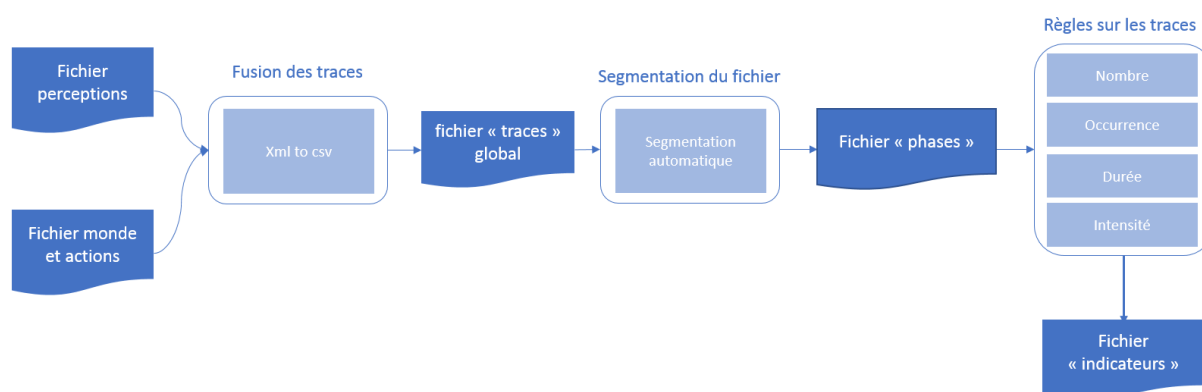 Fichier
perceptions
Fichier monde
et actions
Fusion des traces
Xml to csv
fichier « traces »
global
Segmentation du fichier
Segmentation
automatique
Fichier « phases »
Règles sur les traces
Nombre
Occurrence
Durée
Intensité
Fichier
« indicateurs »